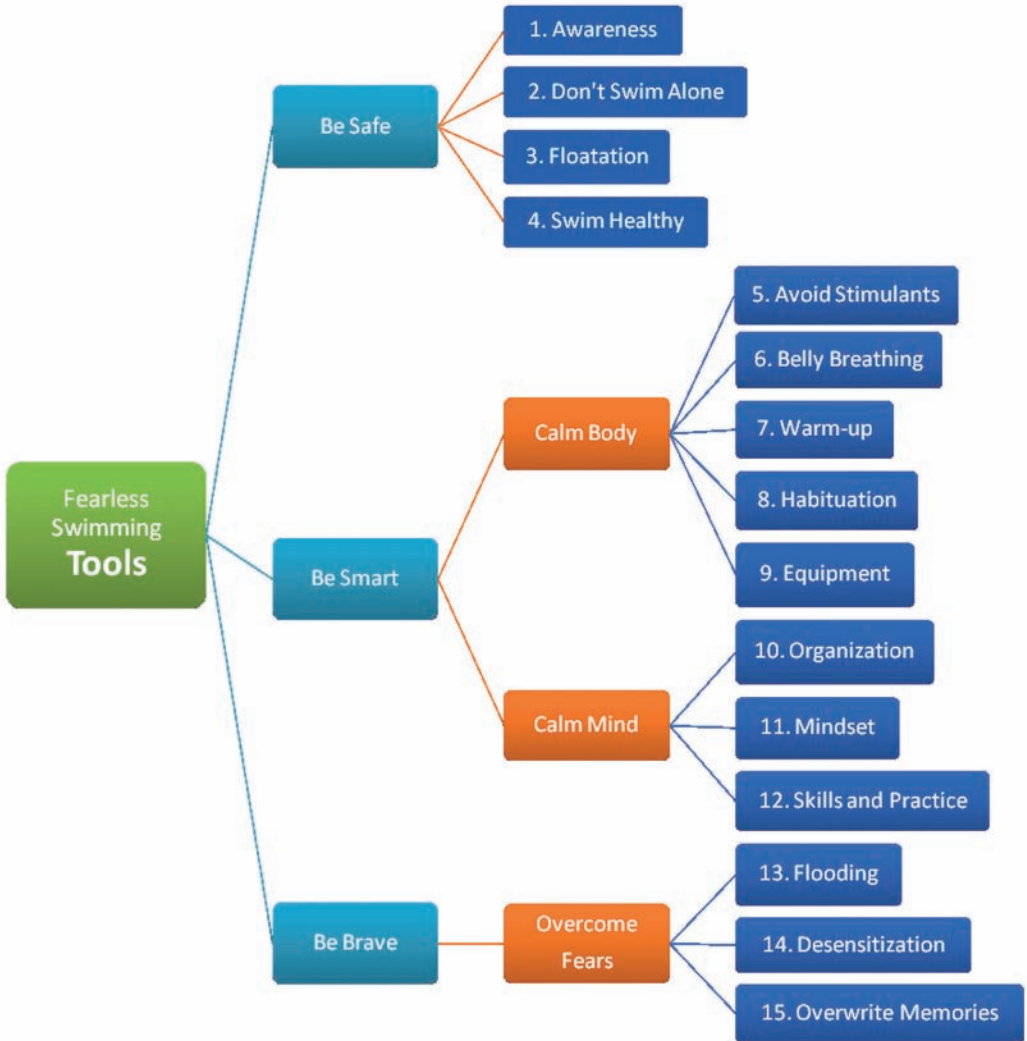 Fearless
Swimming
Tools
Be Safe
1. Awareness
2. Don't Swim Alone
3. Floatation
4. Swim Healthy
Be Smart
Calm Body
5. Avoid Stimulants
6. Belly Breathing
7. Warm-up
8. Habituation
9. Equipment
Calm Mind
10. Organization
11. Mindset
12. Skills and Practice
Be Brave
Overcome
Fears
13. Flooding
14. Desensitization
15. Overwrite Memories